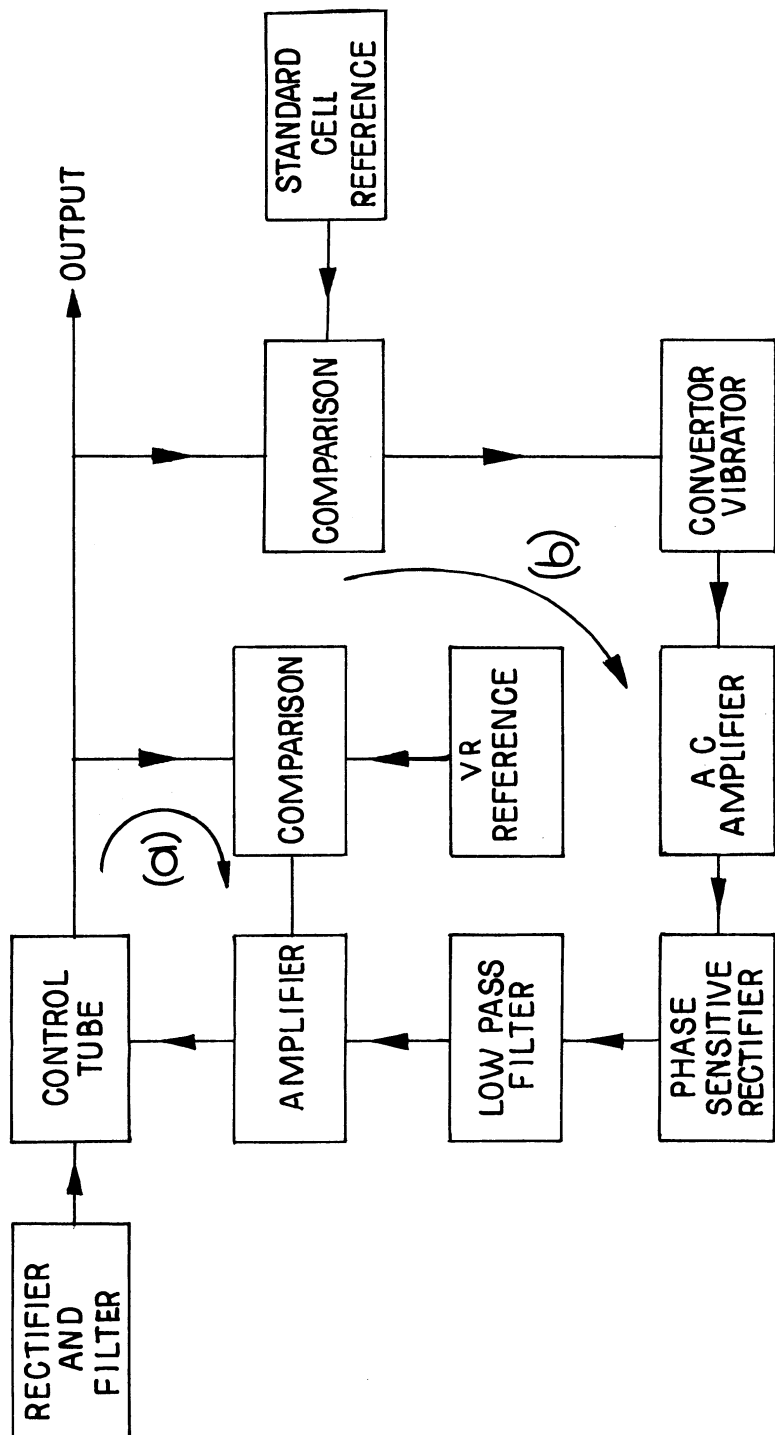 RECTIFIER
AND
FILTER
CONTROL
TUBE
OUTPUT
(a)
AMPLIFIER
COMPARISON
COMPARISON
STANDARD
CELL
REFERENCE
(b)
LOW PASS
FILTER
VR
REFERENCE
PHASE
SENSITIVE
RECTIFIER
A C
AMPLIFIER
CONVERTOR
VIBRATOR